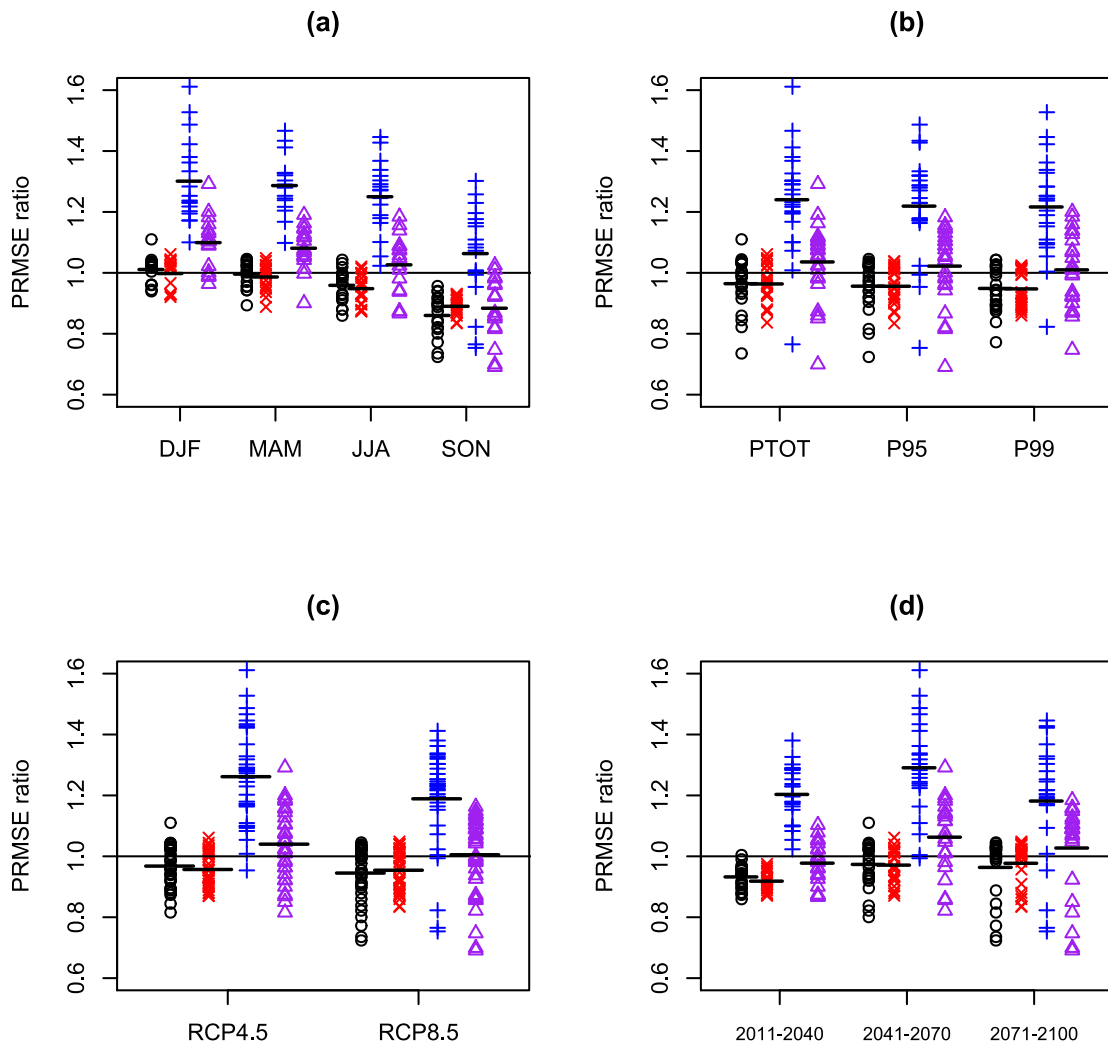 (a)
PRMSE ratio
0.6 0.8 1.0 1.2 1.4 1.6
DJF MAM JJA SON
(b)
PRMSE ratio
0.6 0.8 1.0 1.2 1.4 1.6
PTOT P95 P99
(c)
PRMSE ratio
0.6 0.8 1.0 1.2 1.4 1.6
RCP4.5 RCP8.5
(d)
PRMSE ratio
0.6 0.8 1.0 1.2 1.4 1.6
2011-2040 2041-2070 2071-2100